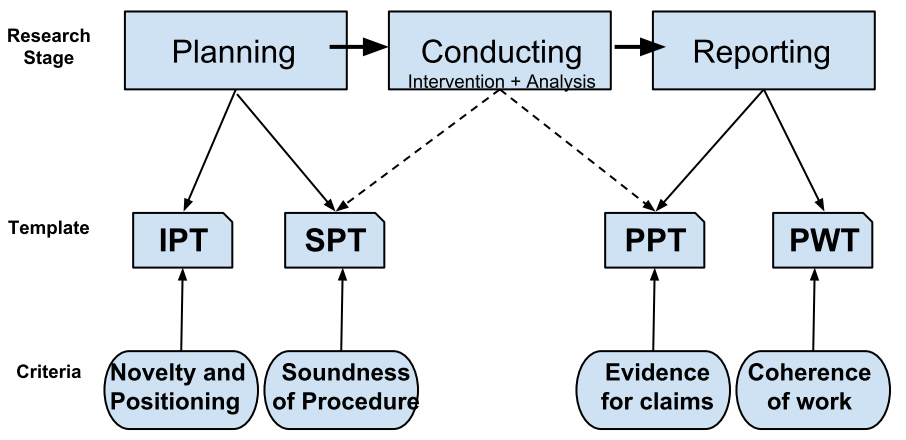 Research
Stage
Planning
Conducting
Intervention + Analysis
Reporting
Template
IPT
SPT
PPT
PWT
Criteria
Novelty and
Positioning
Soundness
of Procedure
Evidence
for claims
Coherence
of work